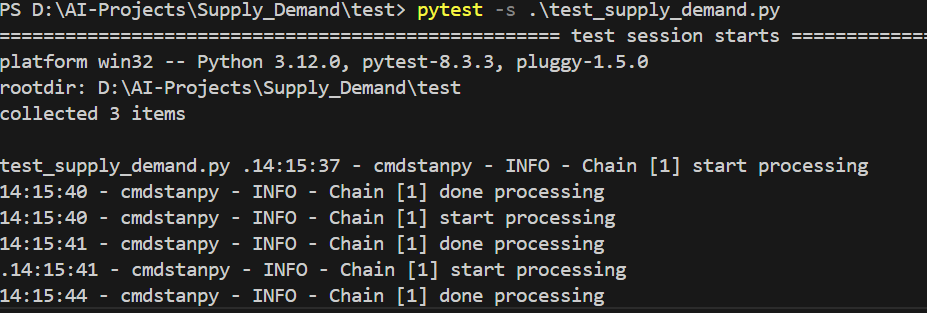 PS D:\AI-Projects\Supply_Demand\test> pytest -s .\test_supply_demand.py
======================================================= test session starts =============
platform win32 -- Python 3.12.0, pytest-8.3.3, pluggy-1.5.0
rootdir: D:\AI-Projects\Supply_Demand\test
collected 3 items
test_supply_demand.py .14:15:37 - cmdstanpy - INFO - Chain [1] start processing
14:15:40 - cmdstanpy - INFO - Chain [1] done processing
14:15:40 - cmdstanpy - INFO - Chain [1] start processing
14:15:41 - cmdstanpy - INFO - Chain [1] done processing
.14:15:41 - cmdstanpy - INFO - Chain [1] start processing
14:15:44 - cmdstanpy - INFO - Chain [1] done processing